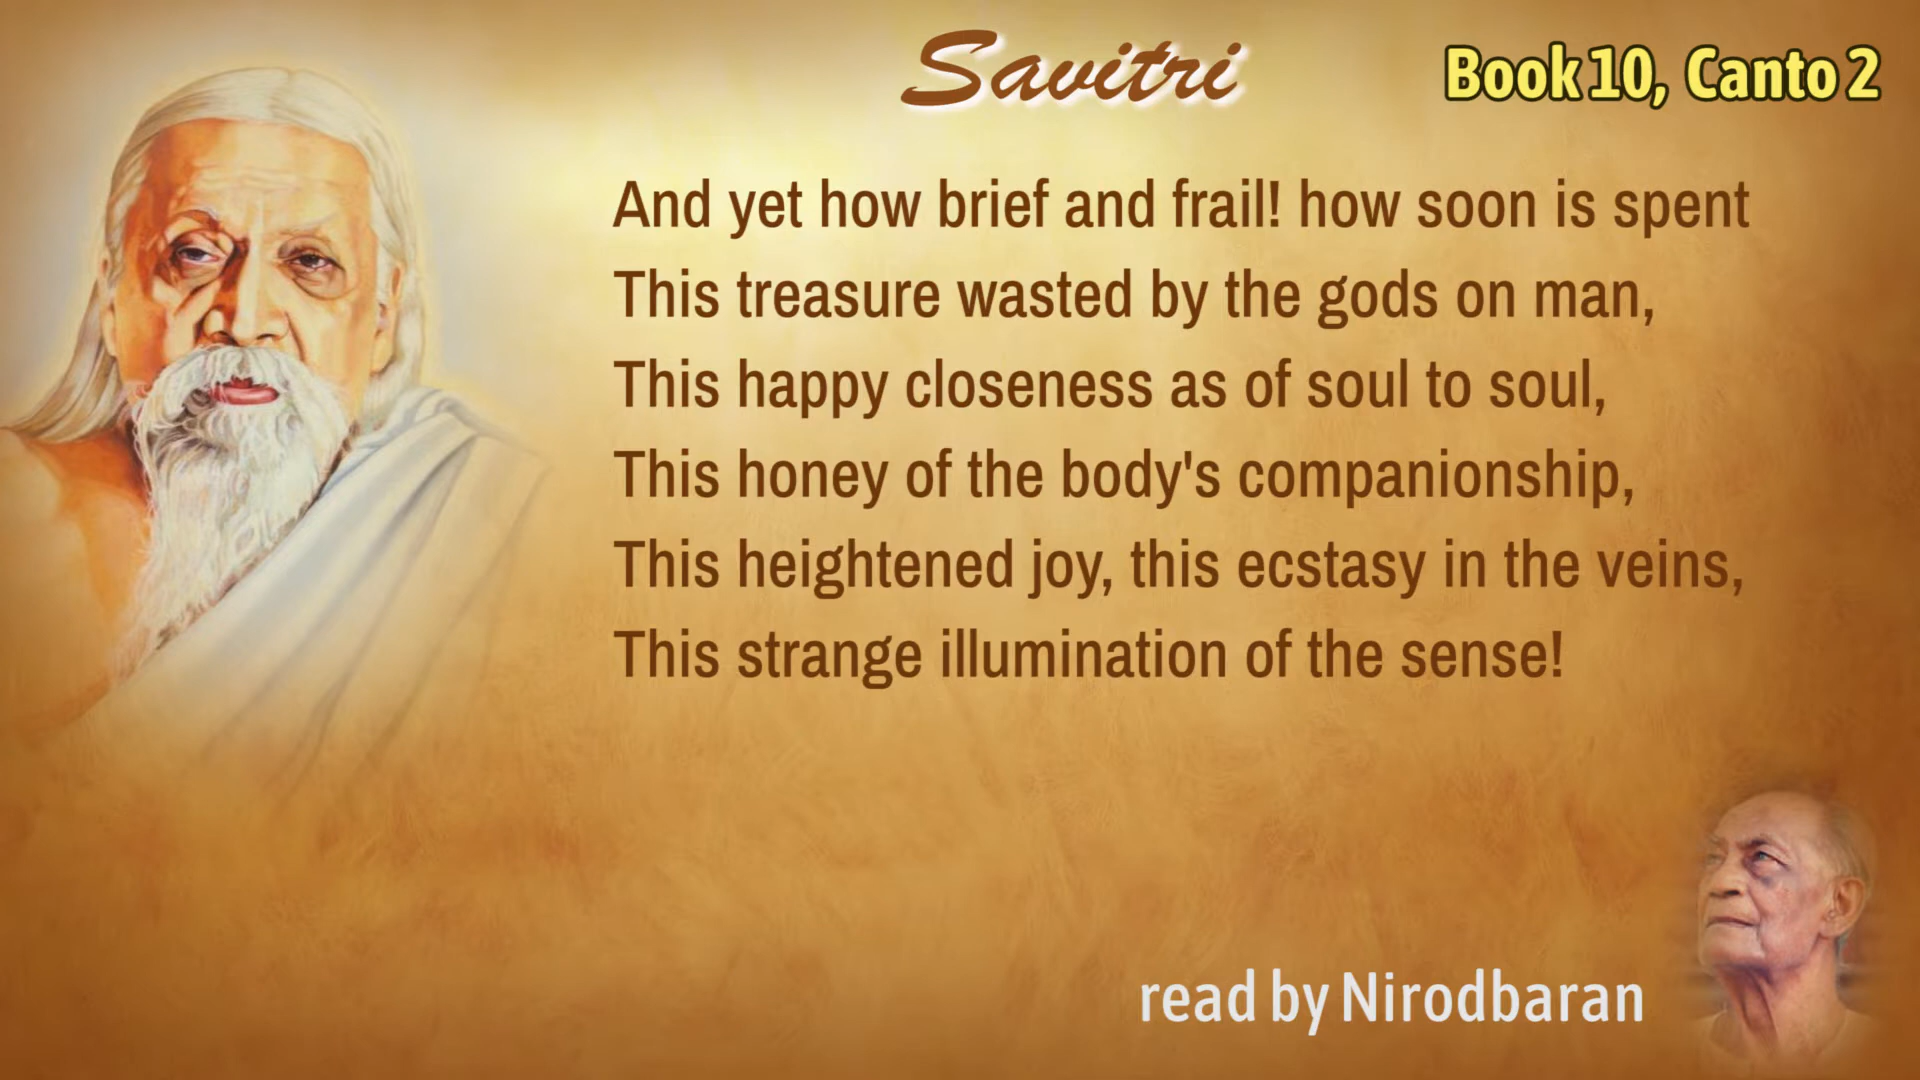 Savitri
Book 10, Canto 2
And yet how brief and frail! how soon is spent
This treasure wasted by the gods on man,
This happy closeness as of soul to soul,
This honey of the body's companionship,
This heightened joy, this ecstasy in the veins,
This strange illumination of the sense!
read by Nirodbaran